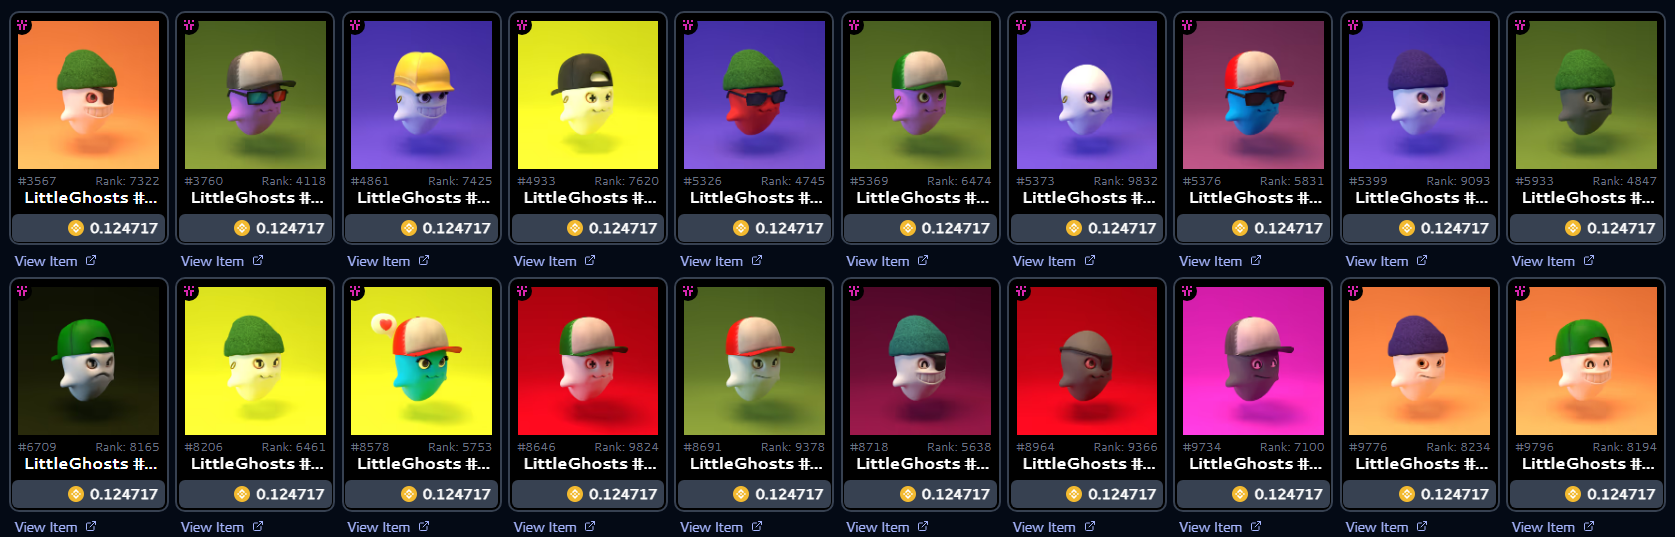 #3567 Rank: 7322 #3760 Rank: 4118 #4861 Rank: 7425 #4933 Rank: 7620 #5326 Rank: 4745 #5369 Rank: 6474 #5373 Rank: 9832 #5376 Rank: 5831 #5399 Rank: 9093 #5933 Rank: 4847
LittleGhosts #... LittleGhosts #... LittleGhosts #... LittleGhosts #... LittleGhosts #... LittleGhosts #... LittleGhosts #... LittleGhosts #... LittleGhosts #... LittleGhosts #...
0.124717 0.124717 0.124717 0.124717 0.124717 0.124717 0.124717 0.124717 0.124717 0.124717
View Item View Item View Item View Item View Item View Item View Item View Item View Item View Item
#6709 Rank: 8165 #8206 Rank: 6461 #8578 Rank: 5753 #8646 Rank: 9824 #8691 Rank: 9378 #8718 Rank: 5638 #8964 Rank: 9366 #9734 Rank: 7100 #9776 Rank: 8234 #9796 Rank: 8194
LittleGhosts #... LittleGhosts #... LittleGhosts #... LittleGhosts #... LittleGhosts #... LittleGhosts #... LittleGhosts #... LittleGhosts #... LittleGhosts #... LittleGhosts #...
0.124717 0.124717 0.124717 0.124717 0.124717 0.124717 0.124717 0.124717 0.124717 0.124717
View Item View Item View Item View Item View Item View Item View Item View Item View Item View Item